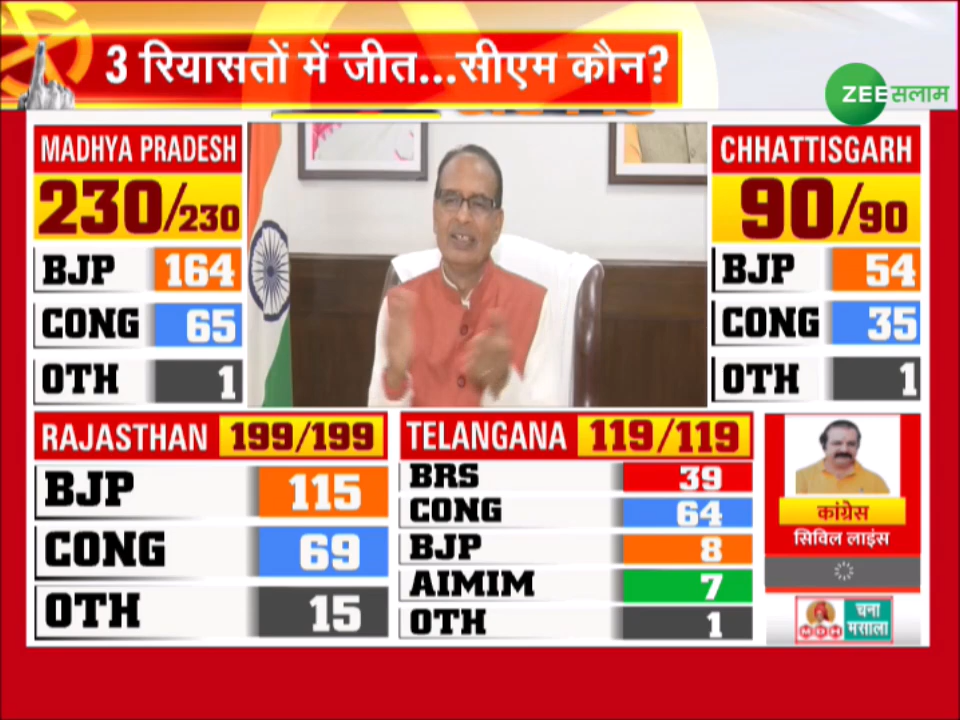 3 रियासतों में जीत...सीएम कौन?
ZEE सलाम
MADHYA PRADESH
230/230
BJP 164
CONG 65
OTH 1
CHHATTISGARH
90/90
BJP 54
CONG 35
OTH 1
RAJASTHAN 199/199
BJP 115
CONG 69
OTH 15
TELANGANA 119/119
BRS 39
CONG 64
BJP 8
AIMIM 7
OTH 1
कांग्रेस
सिविल लाइंस
MDH
चना
मसाला